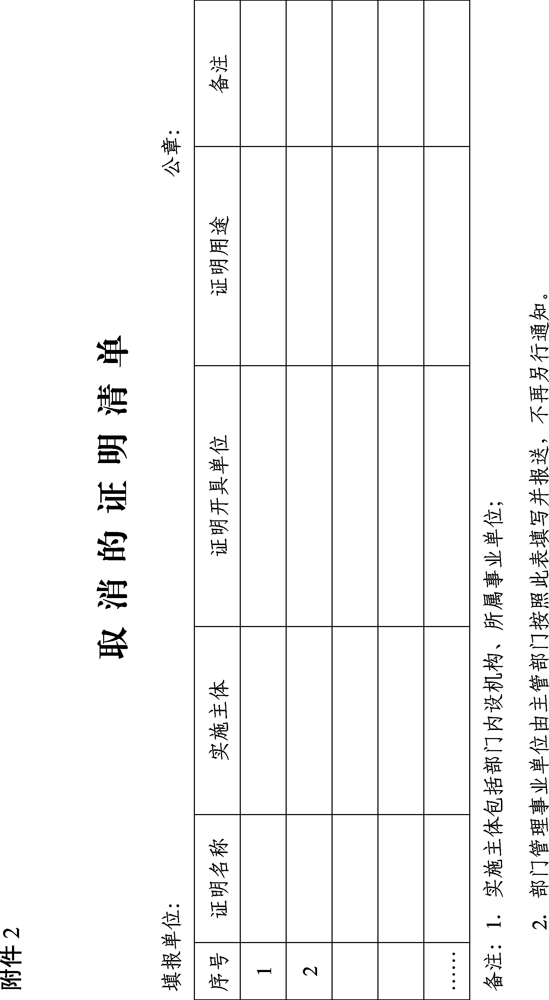 附件 2
取消的证明清单
填报单位： 公章：
序号 证明名称 实施主体 证明开具单位 证明用途 备注
1
2
……
备注：1. 实施主体包括部门内设机构、所属事业单位；
2. 部门管理事业单位由主管部门按照此表填写并报送，不再另行通知。